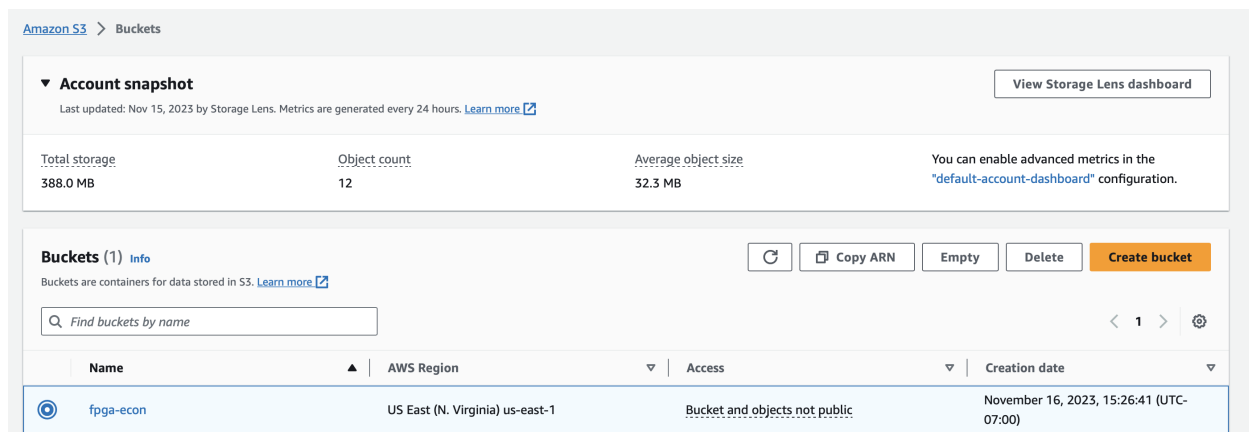 Amazon S3 > Buckets
Account snapshot
View Storage Lens dashboard
Last updated: Nov 15, 2023 by Storage Lens. Metrics are generated every 24 hours. Learn more
Total storage
388.0 MB
Object count
12
Average object size
32.3 MB
You can enable advanced metrics in the
"default-account-dashboard" configuration.
Buckets (1) Info
Copy ARN Empty Delete Create bucket
Buckets are containers for data stored in S3. Learn more
Find buckets by name
1
Name AWS Region Access Creation date
fpga-econ US East (N. Virginia) us-east-1 Bucket and objects not public November 16, 2023, 15:26:41 (UTC-
07:00)